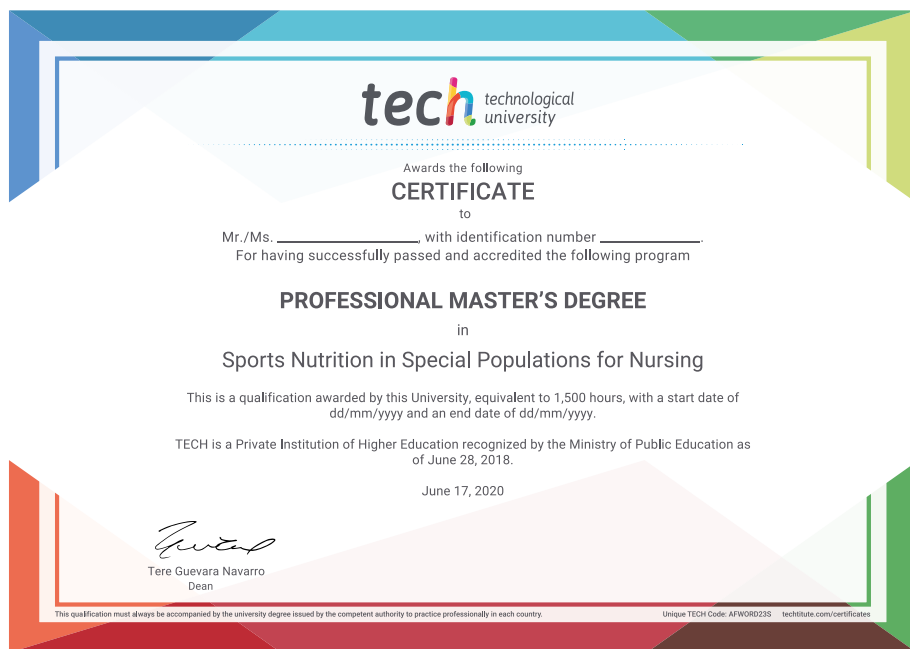 tech technological
university
Awards the following
CERTIFICATE
to
Mr./Ms. ____________________, with identification number ______________.
For having successfully passed and accredited the following program
PROFESSIONAL MASTER'S DEGREE
in
Sports Nutrition in Special Populations for Nursing
This is a qualification awarded by this University, equivalent to 1,500 hours, with a start date of
dd/mm/yyyy and an end date of dd/mm/yyyy.
TECH is a Private Institution of Higher Education recognized by the Ministry of Public Education as
of June 28, 2018.
June 17, 2020
Tere Guevara Navarro
Dean
This qualification must always be accompanied by the university degree issued by the competent authority to practice professionally in each country. Unique TECH Code: AFWORD23S techtitute.com/certificates